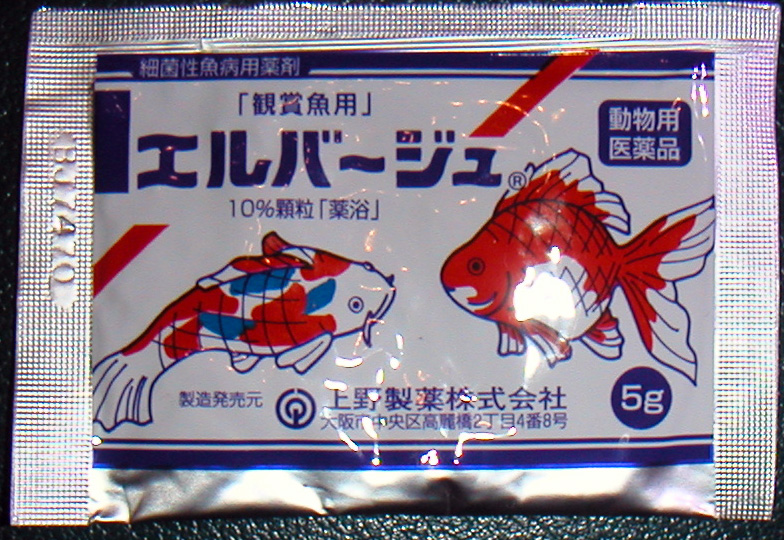 細菌性魚病用薬剤
「観賞魚用」
動物用
医薬品
エルバージュ®
10%顆粒「薬浴」
製造発売元
上野製薬株式会社
大阪市中央区高麗橋2丁目4番8号
5g